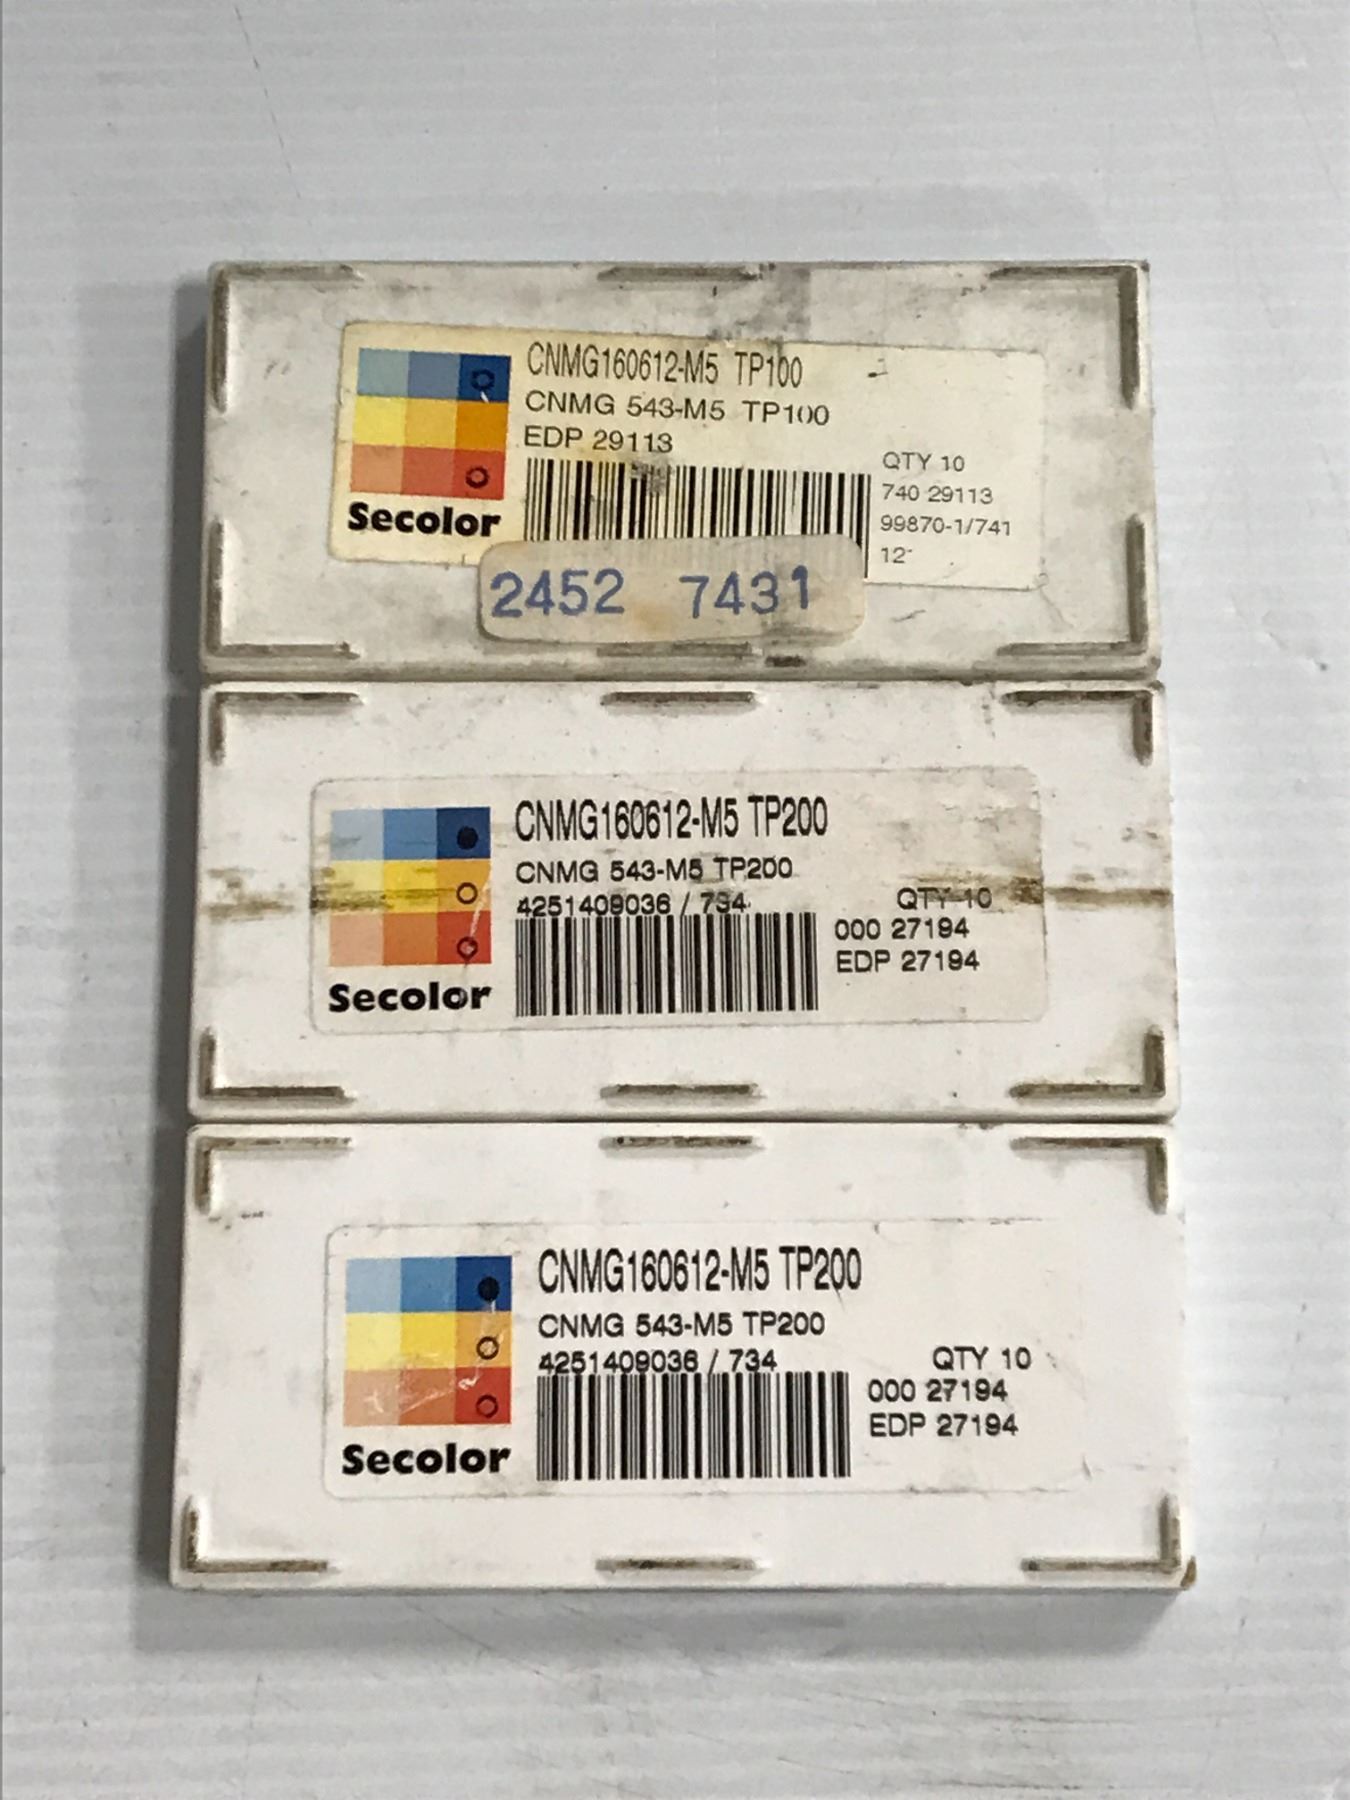 CNMG160612-M5 TP100
CNMG 543-M5 TP100
EDP 29113
QTY 10
740 29113
99870-1/741
12
Secolor
2452 7431
CNMG160612-M5 TP200
CNMG 543-M5 TP200
4251409036 / 734
QTY 10
000 27194
EDP 27194
Secolor
CNMG160612-M5 TP200
CNMG 543-M5 TP200
4251409036 / 734
QTY 10
000 27194
EDP 27194
Secolor